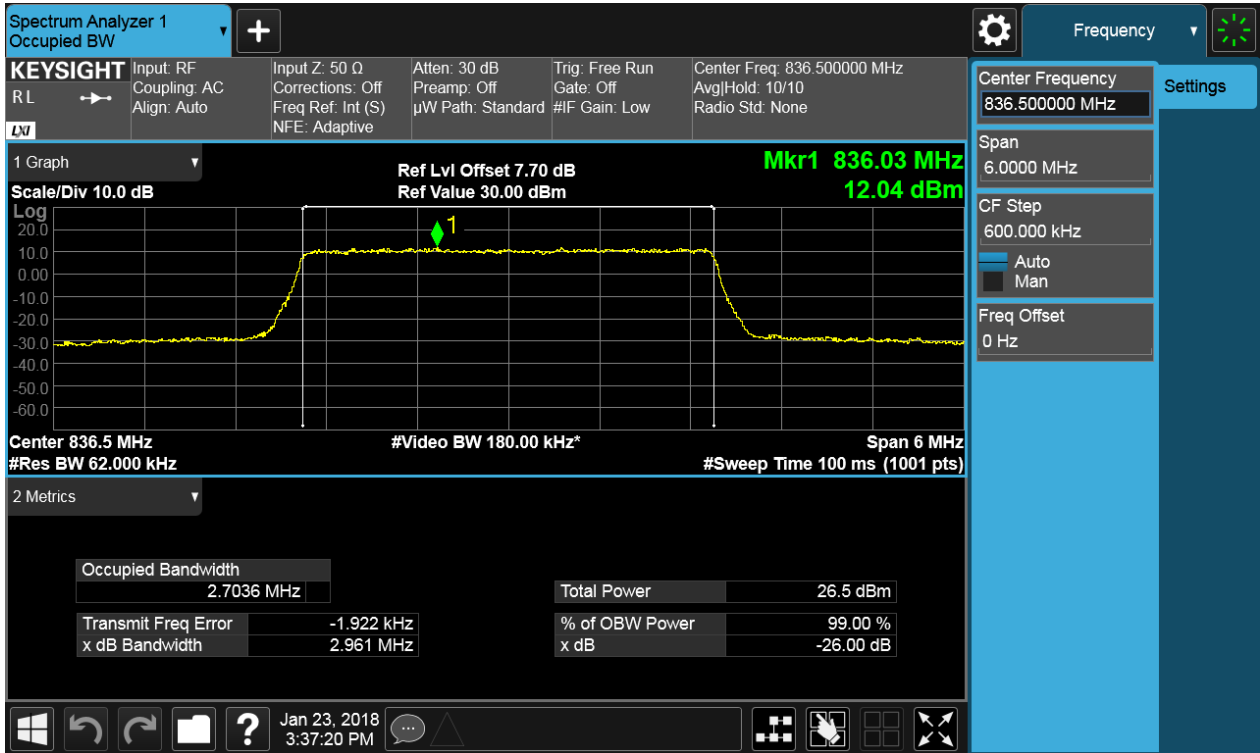 Spectrum Analyzer 1
Occupied BW
+
Frequency
KEYSIGHT
RL
LXI
Input: RF
Coupling: AC
Align: Auto
Input Z: 50 Ω
Corrections: Off
Freq Ref: Int (S)
NFE: Adaptive
Atten: 30 dB
Preamp: Off
µW Path: Standard
Trig: Free Run
Gate: Off
#IF Gain: Low
Center Freq: 836.500000 MHz
Avg|Hold: 10/10
Radio Std: None
Center Frequency
836.500000 MHz
Settings
Span
6.0000 MHz
CF Step
600.000 kHz
Auto
Man
Freq Offset
0 Hz
1 Graph
Scale/Div 10.0 dB
Ref Lvl Offset 7.70 dB
Ref Value 30.00 dBm
Mkr1 836.03 MHz
12.04 dBm
Log
1
20.0
10.0
0.00
-10.0
-20.0
-30.0
-40.0
-50.0
-60.0
Center 836.5 MHz
#Video BW 180.00 kHz*
Span 6 MHz
#Res BW 62.000 kHz
#Sweep Time 100 ms (1001 pts)
2 Metrics
Occupied Bandwidth
2.7036 MHz
Total Power 26.5 dBm
Transmit Freq Error -1.922 kHz
% of OBW Power 99.00 %
x dB Bandwidth 2.961 MHz
x dB -26.00 dB
?
Jan 23, 2018
3:37:20 PM